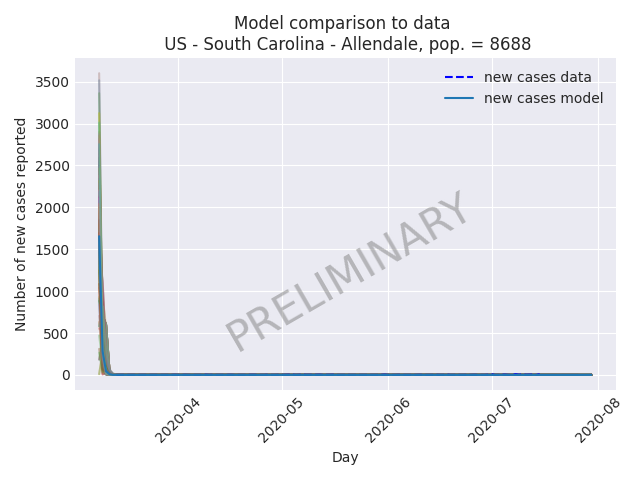 Model comparison to data
US - South Carolina - Allendale, pop. = 8688
new cases data
new cases model
Number of new cases reported
3500
3000
2500
2000
1500
1000
500
0
PRELIMINARY
2020-04
2020-05
2020-06
2020-07
2020-08
Day